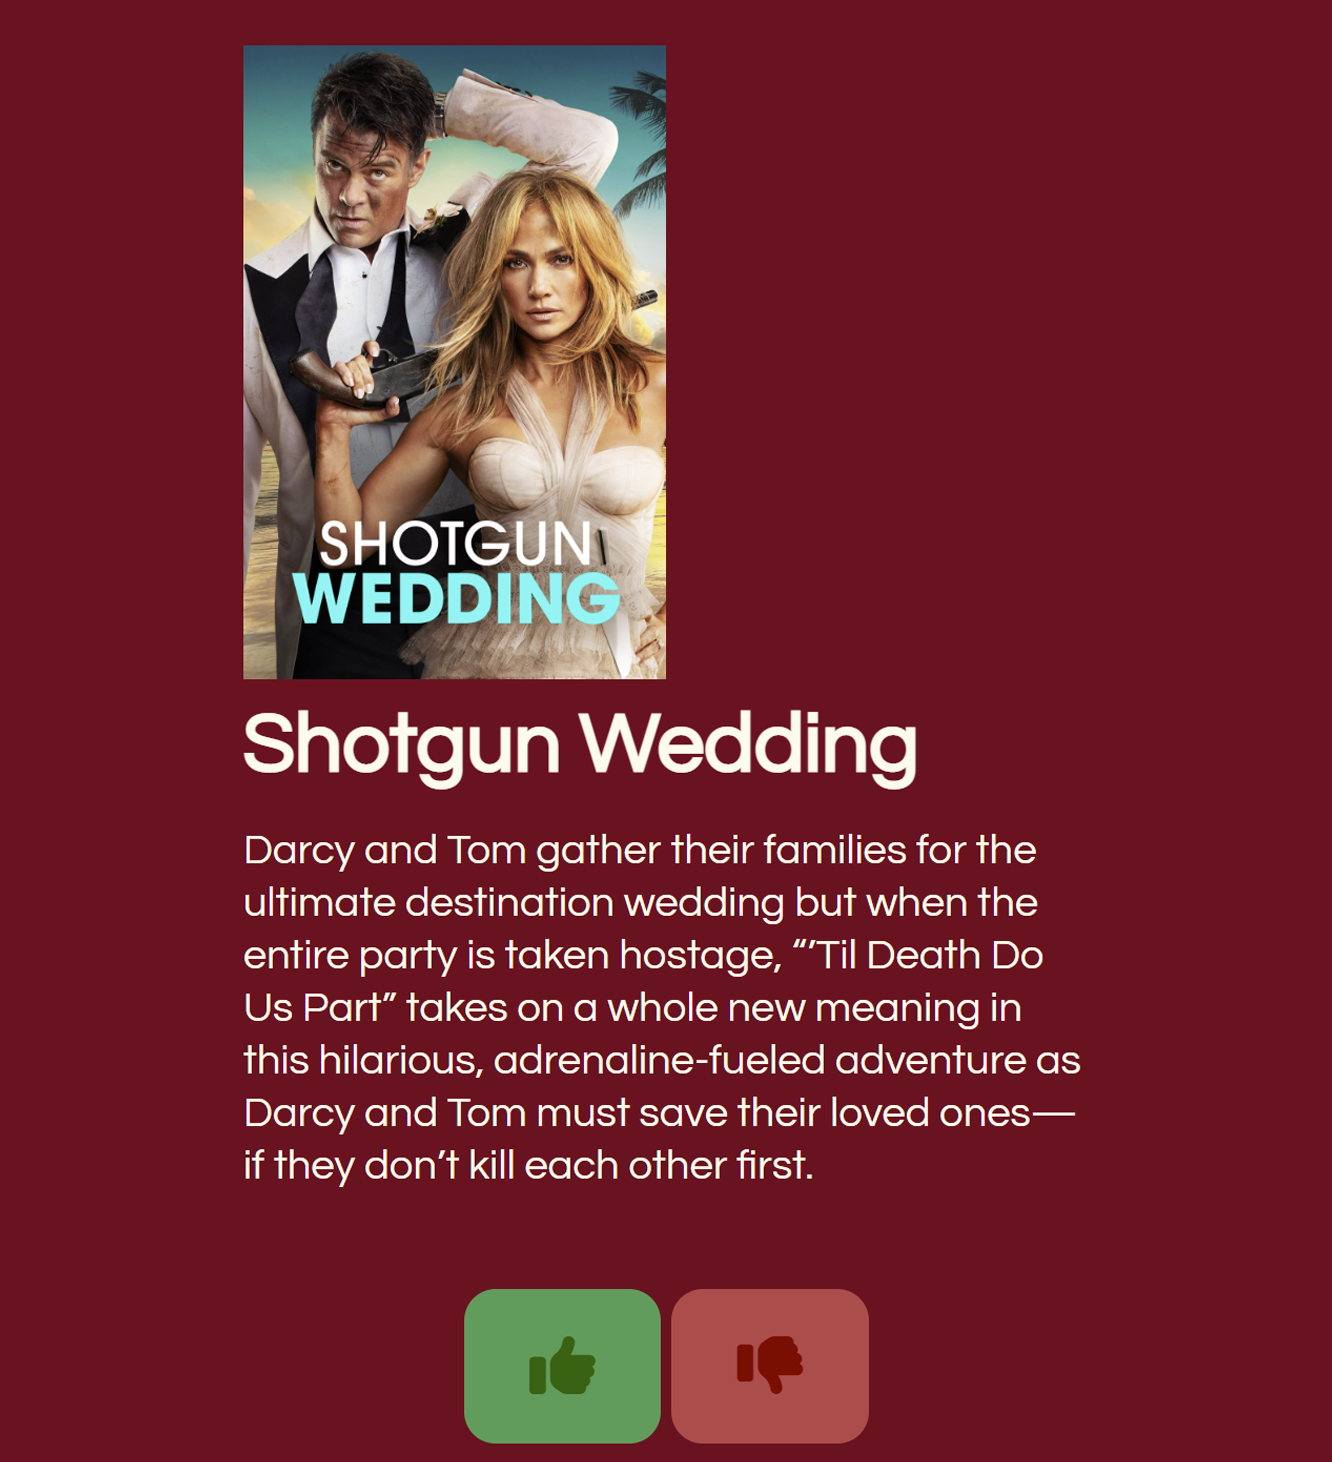 SHOTGUN
WEDDING
Shotgun Wedding
Darcy and Tom gather their families for the
ultimate destination wedding but when the
entire party is taken hostage, “’Til Death Do
Us Part” takes on a whole new meaning in
this hilarious, adrenaline-fueled adventure as
Darcy and Tom must save their loved ones—
if they don’t kill each other first.